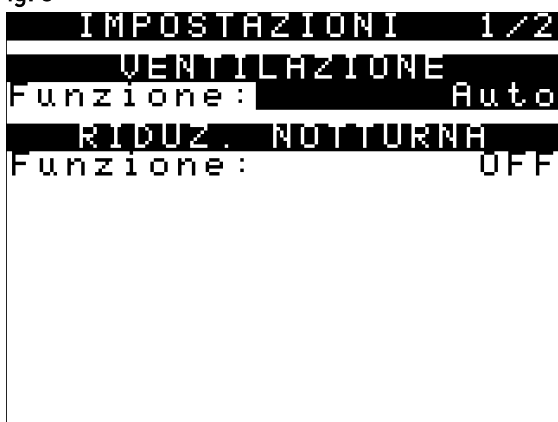 IMPOSTAZIONI 1/2
VENTILAZIONE
Funzione: Auto
RIDUZ. NOTTURNA
Funzione: OFF